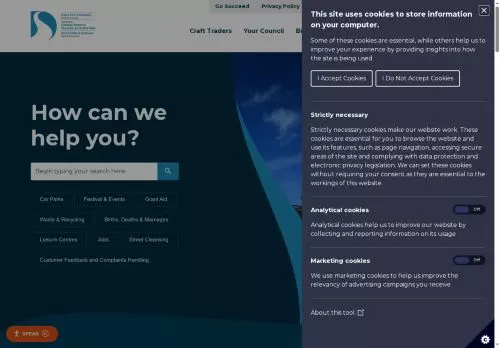 Go Succeed
Privacy Policy
Craft Traders
Your Council
How can we
help you?
Begin typing your search here...
Car Parks
Festival & Events
Grant Aid
Waste & Recycling
Births, Deaths & Marriages
Leisure Centres
Jobs
Street Cleansing
Customer Feedback and Complaints Handling
SPEAK
This site uses cookies to store information
on your computer.
Some of these cookies are essential, while others help us to
improve your experience by providing insights into how
the site is being used.
I Accept Cookies
I Do Not Accept Cookies
Strictly necessary
Strictly necessary cookies make our website work. These
cookies are essential for you to browse the website and
use its features, such as page navigation, accessing secure
areas of the site and complying with data protection and
electronic privacy legislation. We can set these cookies
without requiring your consent, as they are essential to the
workings of this website.
Analytical cookies
Off
Analytical cookies help us to improve our website by
collecting and reporting information on its usage
Marketing cookies
Off
We use marketing cookies to help us improve the
relevancy of advertising campaigns you receive
About this tool